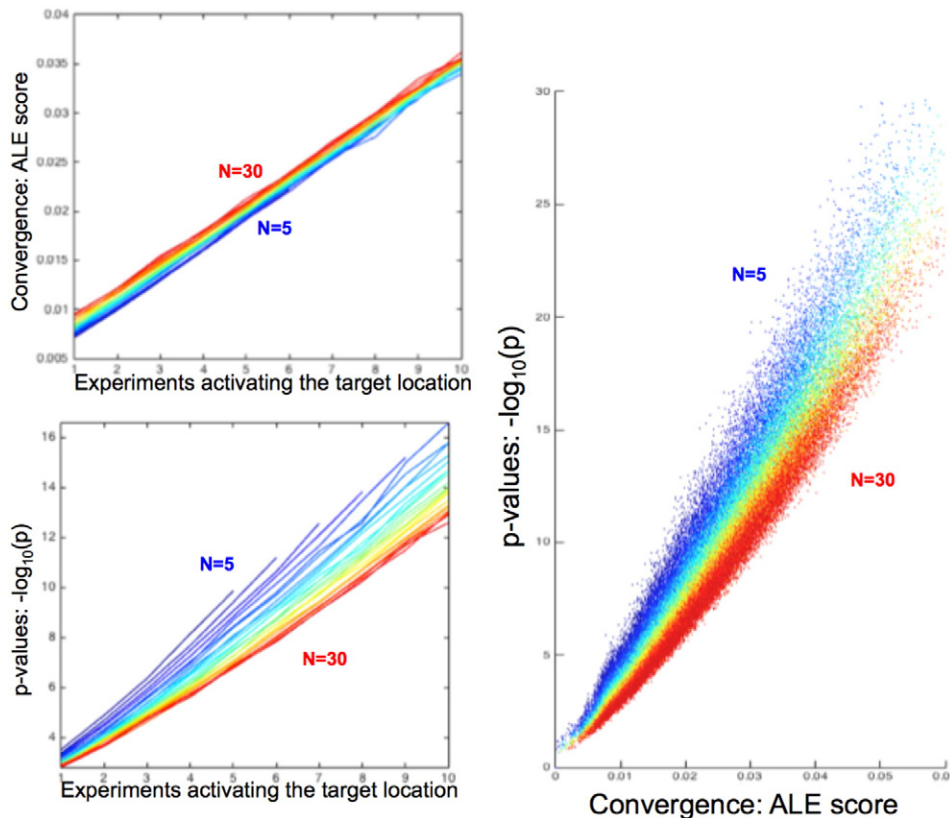 0.04
0.035
0.03
0.025
0.02
0.015
0.01
0.005
Convergence: ALE score
N=30
N=5
1 2 3 4 5 6 7 8 9 10
Experiments activating the target location
16
14
12
10
8
6
4
p-values: -log10(p)
N=5
N=30
1 2 3 4 5 6 7 8 9 10
Experiments activating the target location
30
25
20
15
10
5
0
p-values: -log10(p)
N=5
N=30
0 0.01 0.02 0.03 0.04 0.05 0.0
Convergence: ALE score